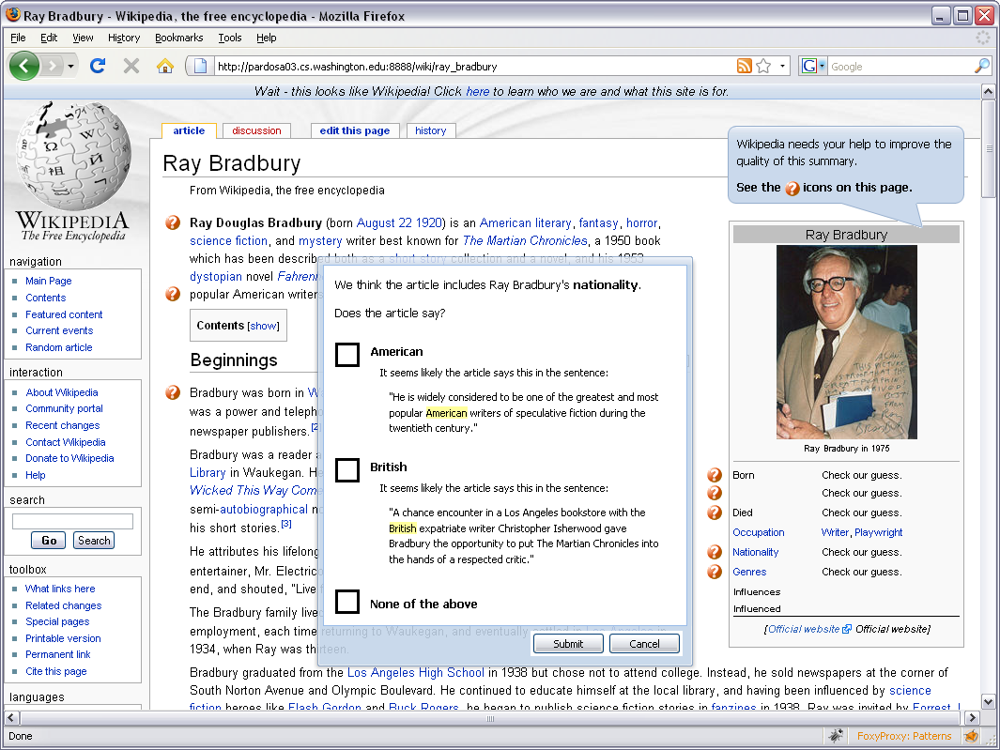 Ray Bradbury - Wikipedia, the free encyclopedia - Mozilla Firefox
File Edit View History Bookmarks Tools Help
http://pardosa03.cs.washington.edu:8888/wiki/ray_bradbury
G Google
Wait - this looks like Wikipedia! Click here to learn who we are and what this site is for.
WIKIPEDIA
The Free Encyclopedia
navigation
Main Page
Contents
Featured content
Current events
Random article
interaction
About Wikipedia
Community portal
Recent changes
Contact Wikipedia
Donate to Wikipedia
Help
search
Go Search
toolbox
What links here
Related changes
Special pages
Printable version
Permanent link
Cite this page
languages
article discussion edit this page history
Ray Bradbury
From Wikipedia, the free encyclopedia
? Ray Douglas Bradbury (born August 22 1920) is an American literary, fantasy, horror,
science fiction, and mystery writer best known for The Martian Chronicles, a 1950 book
which has been described both as a short story collection and a novel, and his 1953
dystopian novel Fahrenh
? popular American writers
Contents [show]
Beginnings
? Bradbury was born in W
was a power and teleph
newspaper publishers.[2
Bradbury was a reader a
Library in Waukegan. He
Wicked This Way Come
semi-autobiographical no
his short stories.[3]
He attributes his lifelong
entertainer, Mr. Electric
end, and shouted, "Live f
The Bradbury family live
employment, each time returning to Waukegan, and eventually settled in Los Angeles in
1934, when Ray was thirteen.
Bradbury graduated from the Los Angeles High School in 1938 but chose not to attend college. Instead, he sold newspapers at the corner of
South Norton Avenue and Olympic Boulevard. He continued to educate himself at the local library, and having been influenced by science
fiction heroes like Flash Gordon and Buck Rogers, he began to publish science fiction stories in fanzines in 1938. Ray was invited by Forrest J
We think the article includes Ray Bradbury's nationality.
Does the article say?
American
It seems likely the article says this in the sentence:
"He is widely considered to be one of the greatest and most
popular American writers of speculative fiction during the
twentieth century."
British
It seems likely the article says this in the sentence:
"A chance encounter in a Los Angeles bookstore with the
British expatriate writer Christopher Isherwood gave
Bradbury the opportunity to put The Martian Chronicles into
the hands of a respected critic."
None of the above
Submit Cancel
Wikipedia needs your help to improve the
quality of this summary.
See the ? icons on this page.
Ray Bradbury
Ray Bradbury in 1975
? Born Check our guess.
? Check our guess.
? Died Check our guess.
Occupation Writer, Playwright
? Nationality Check our guess.
? Genres Check our guess.
Influences
Influenced
[Official website Official website]
Done
FoxyProxy: Patterns